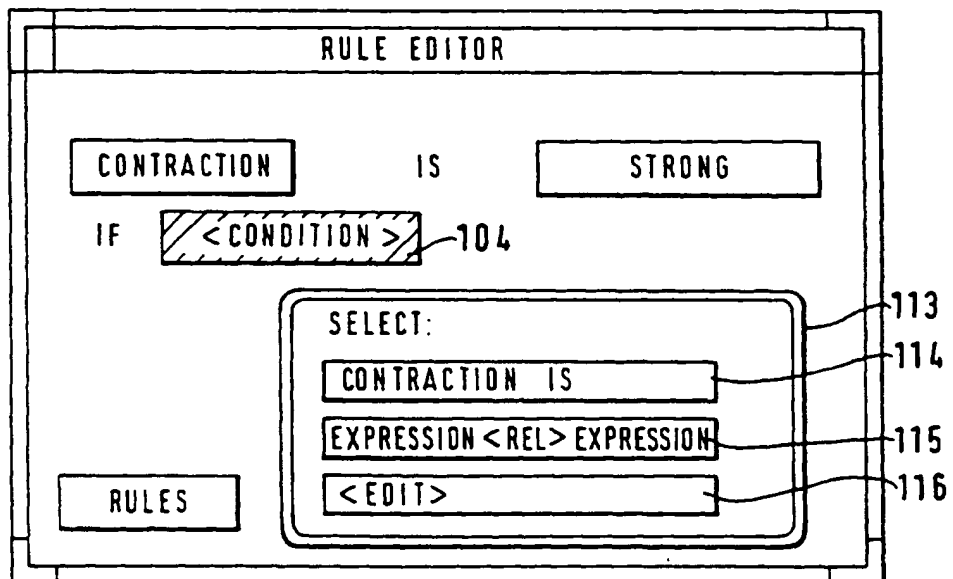 RULE EDITOR
CONTRACTION IS STRONG
IF <CONDITION> 104
SELECT: 113
CONTRACTION IS 114
EXPRESSION <REL> EXPRESSION 115
<EDIT> 116
RULES